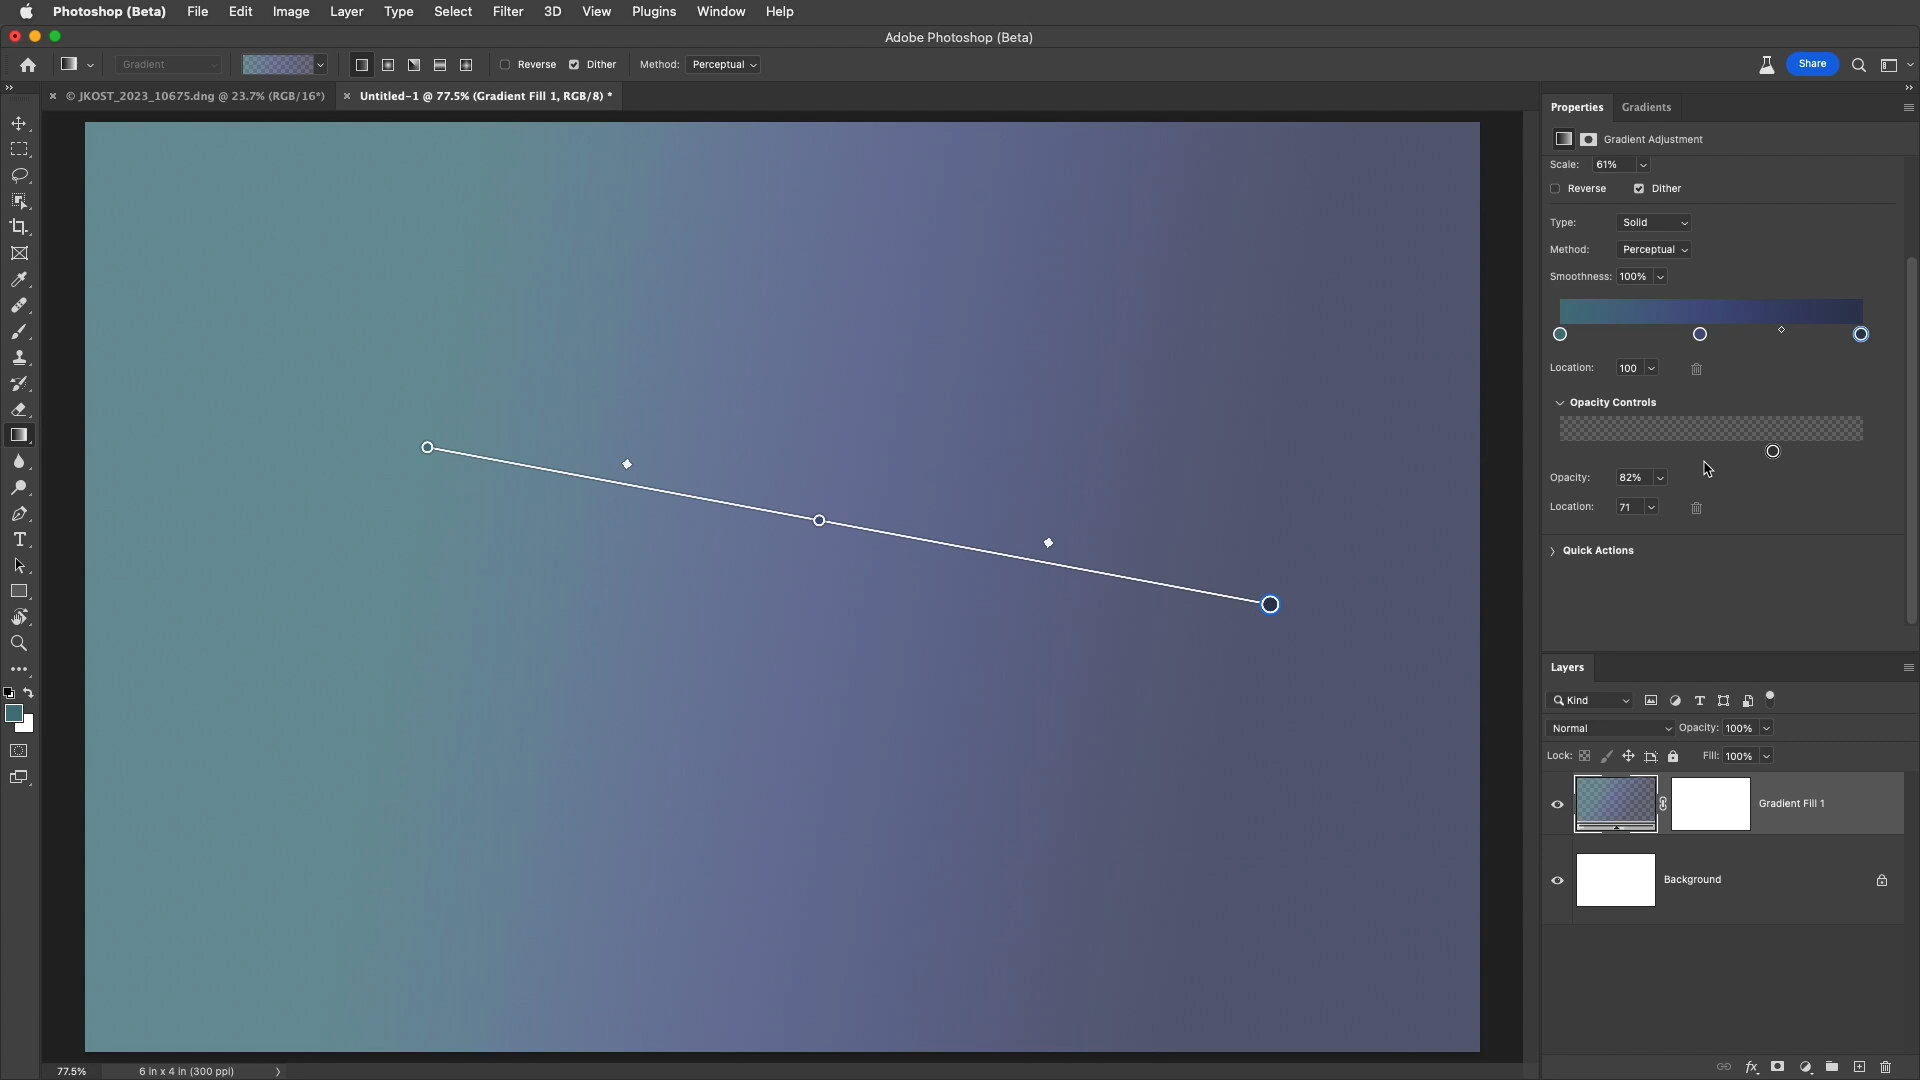 Photoshop (Beta) File Edit Image Layer Type Select Filter 3D View Plugins Window Help
Adobe Photoshop (Beta)
Gradient Reverse Dither Method: Perceptual Share
© JKOST_2023_10675.dng @ 23.7% (RGB/16*) Untitled-1 @ 77.5% (Gradient Fill 1, RGB/8) *
Properties Gradients
Gradient Adjustment
Scale: 61%
Reverse Dither
Type: Solid
Method: Perceptual
Smoothness: 100%
Location: 100
Opacity Controls
Opacity: 82%
Location: 71
Quick Actions
Layers
Kind
Normal Opacity: 100%
Lock: Fill: 100%
Gradient Fill 1
Background
77.5% 6 in x 4 in (300 ppi)